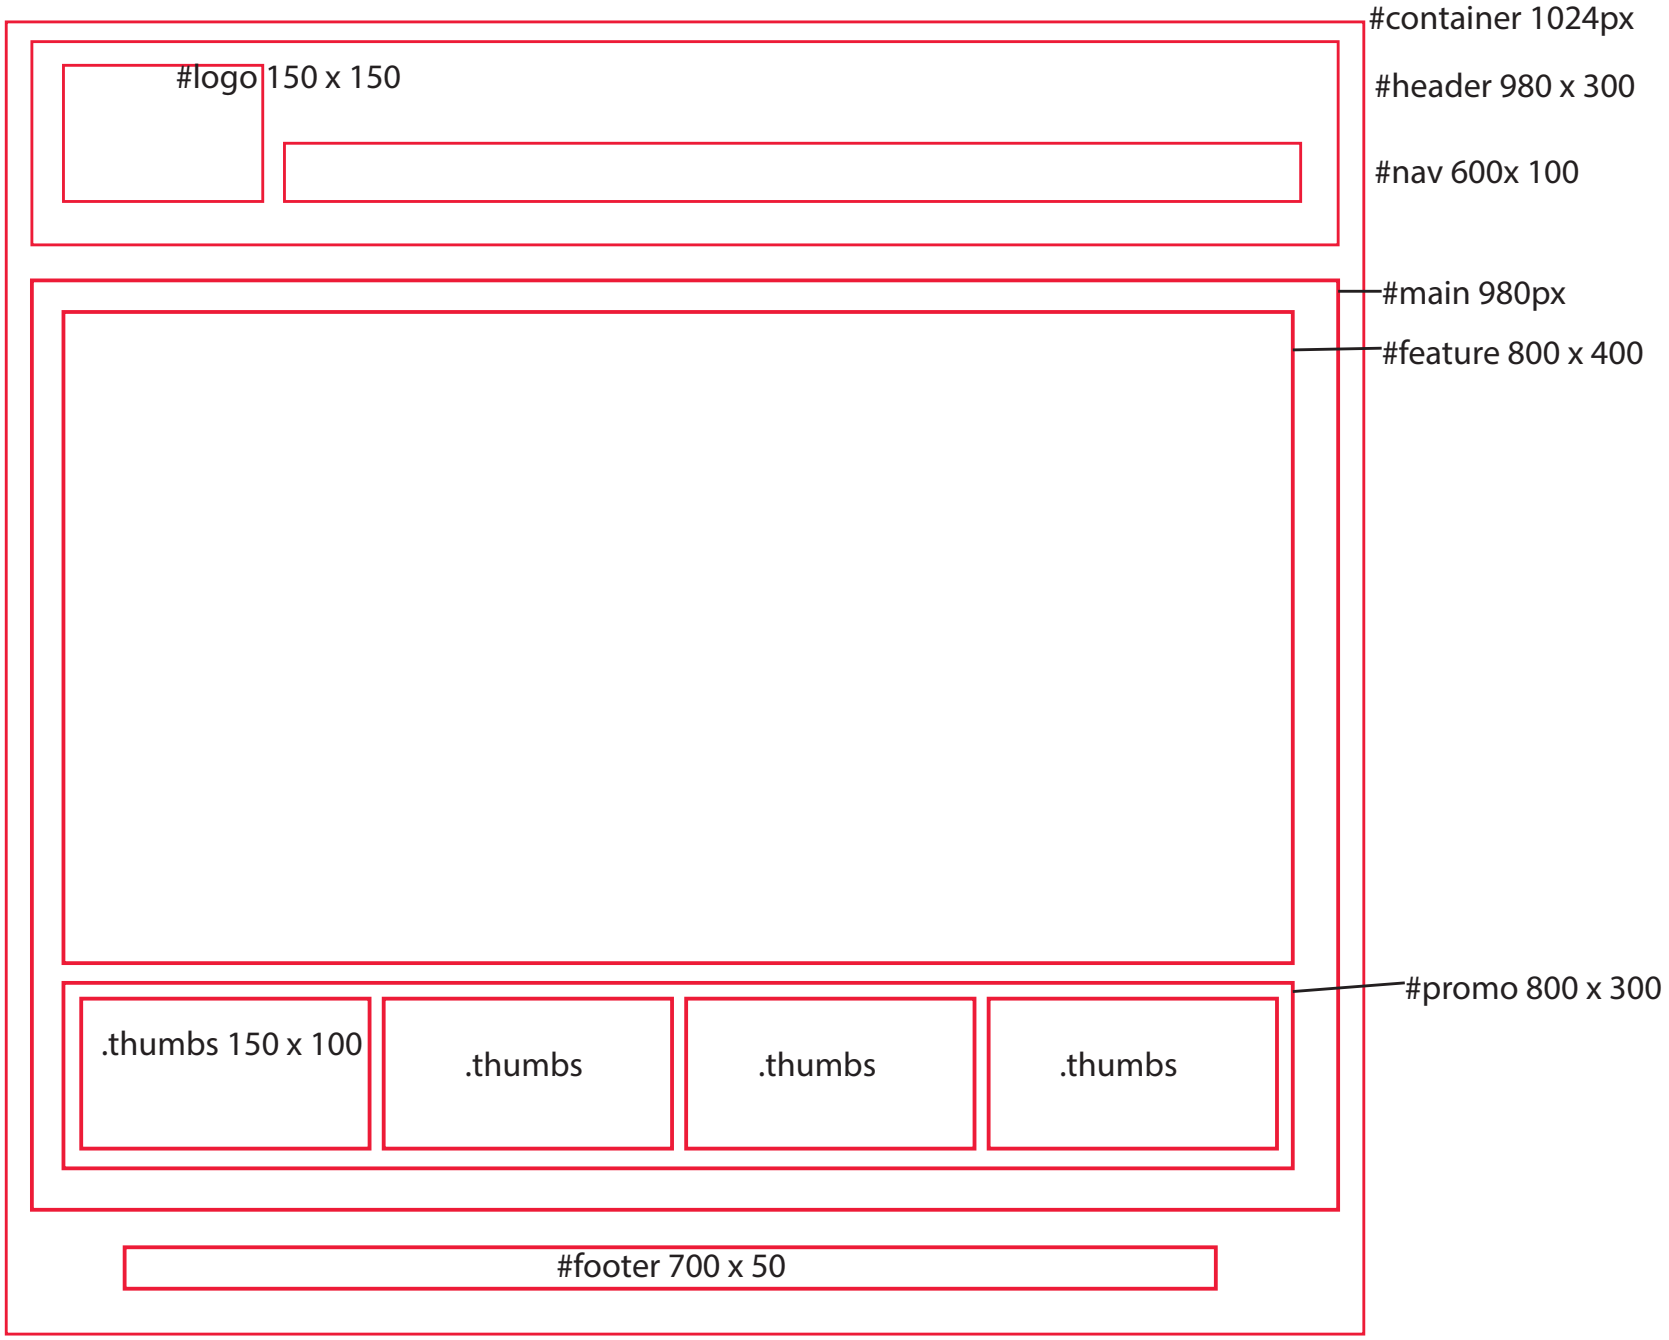 #container 1024px
#logo 150 x 150
#header 980 x 300
#nav 600x 100
#main 980px
#feature 800 x 400
#promo 800 x 300
.thumbs 150 x 100
.thumbs
.thumbs
.thumbs
#footer 700 x 50